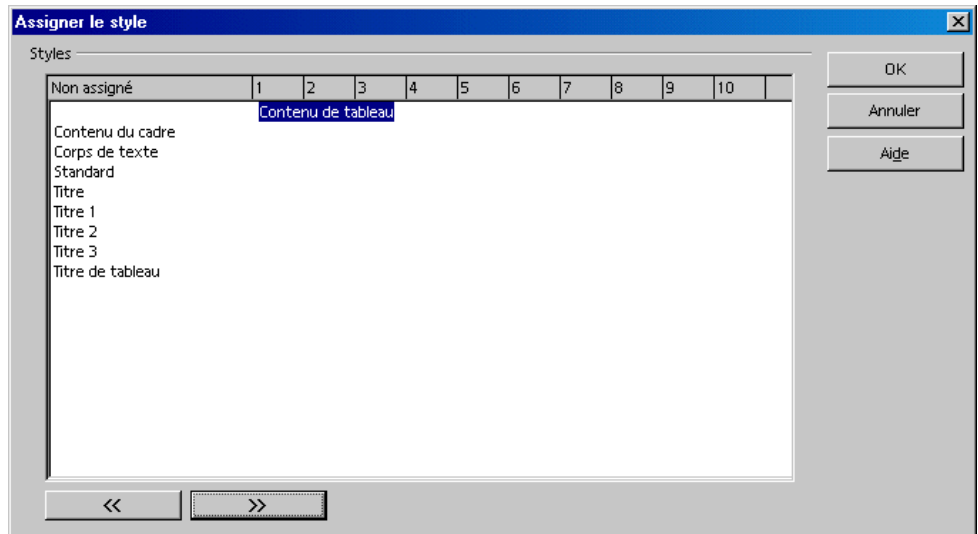 Assigner le style
Styles
OK
Non assigné 1 2 3 4 5 6 7 8 9 10
Contenu de tableau
Annuler
Contenu du cadre
Corps de texte
Aide
Standard
Titre
Titre 1
Titre 2
Titre 3
Titre de tableau
<< >>